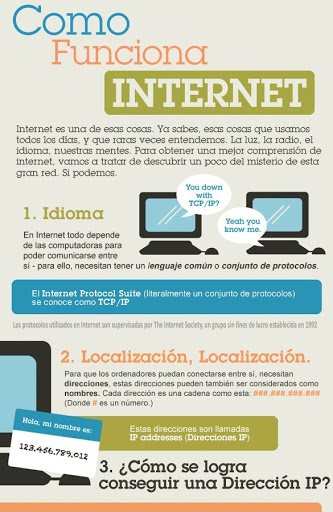 Como
Funciona
INTERNET
Internet es una de esas cosas. Ya sabes, esas cosas que usamos
todos los días, y que raras veces entendemos. La luz, la radio, el
idioma, nuestras mentes. Para obtener una mejor comprensión de
internet, vamos a tratar de descubrir un poco del misterio de esta
gran red. Si podemos.
You down
with
TCP/IP?
Yeah you
know me.
1. Idioma
En Internet todo depende
de las computadoras para
poder comunicarse entre
sí - para ello, necesitan tener un lenguaje común o conjunto de protocolos.
El Internet Protocol Suite (literalmente un conjunto de protocolos)
se conoce como TCP/IP
Los protocolos utilizados en Internet son supervisadas por The Internet Society, un grupo sin fines de lucro establecida en 1992
2. Localización, Localización.
Para que los ordenadores puedan conectarse entre sí, necesitan
direcciones, estas direcciones pueden también ser considerados como
nombres. Cada dirección es una cadena como esta: ###.###.###.###
(Donde # es un número.)
Hola, mi nombre es:
123.456.789.012
Estas direcciones son llamadas
IP addresses (Direcciones IP)
3. ¿Cómo se logra
conseguir una Dirección IP?